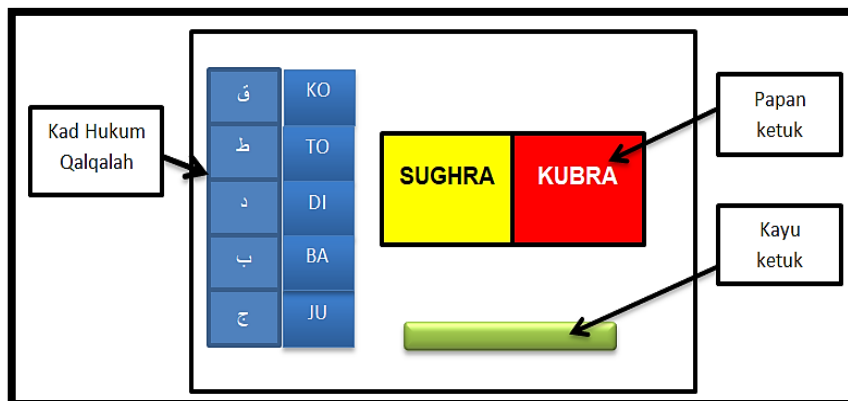 Kad Hukum
Qalqalah
ق KO
ط TO
د DI
ب BA
ج JU
SUGHRA KUBRA
Papan
ketuk
Kayu
ketuk